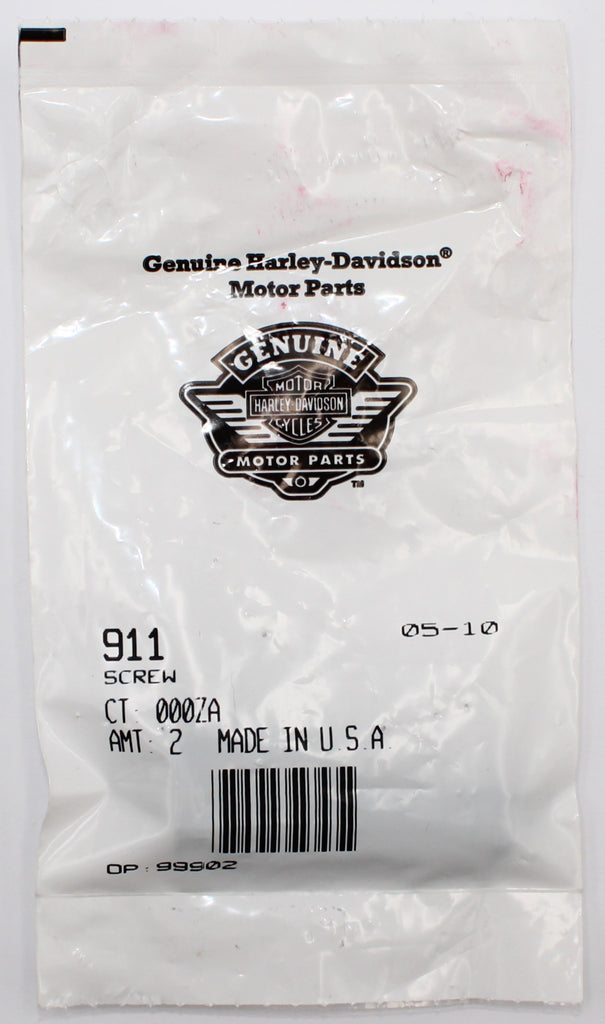 Genuine Harley-Davidson®
Motor Parts
GENUINE
MOTOR
HARLEY-DAVIDSON
CYCLES
MOTOR PARTS
TM
911
05-10
SCREW
CT: 000ZA
AMT: 2 MADE IN U.S.A.
OP: 99902